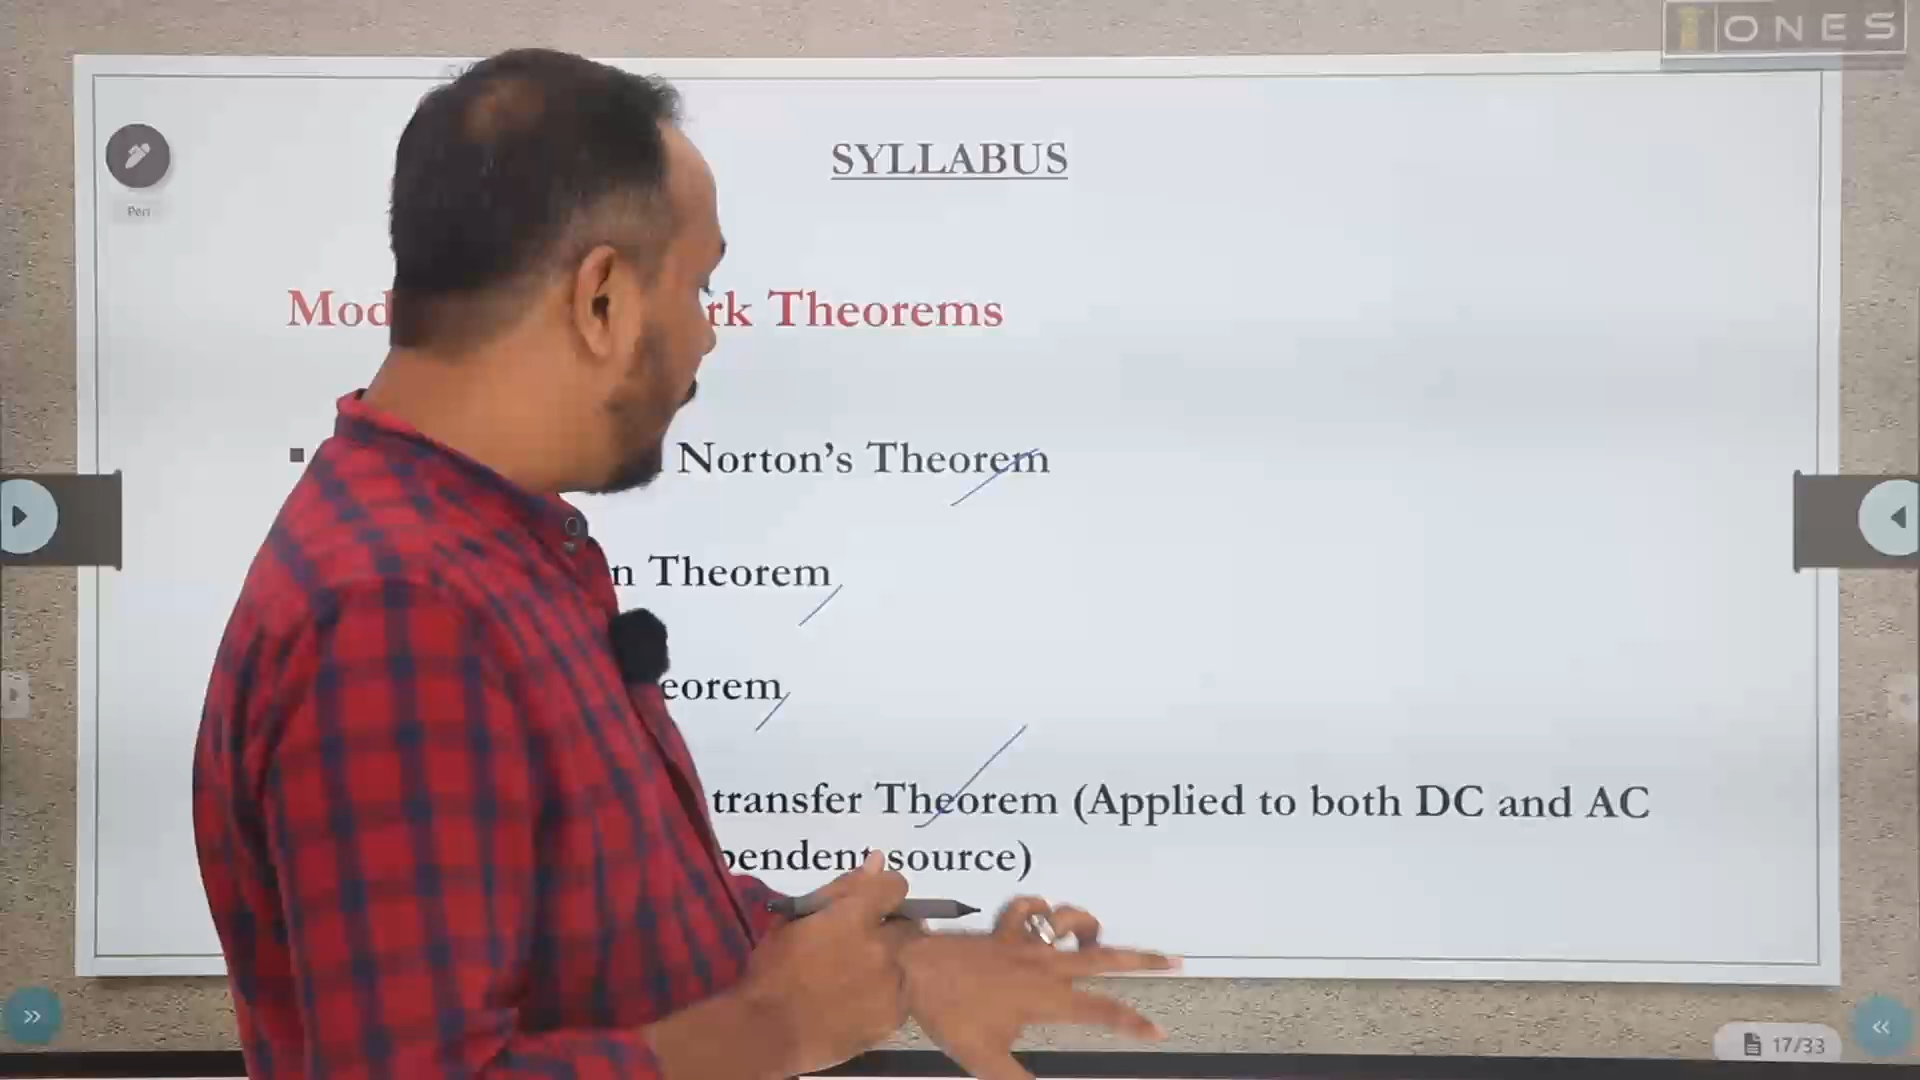 ONES
SYLLABUS
Pen
Mod rk Theorems
Norton's Theorem
n Theorem
eorem
transfer Theorem (Applied to both DC and AC
pendent source)
17/33